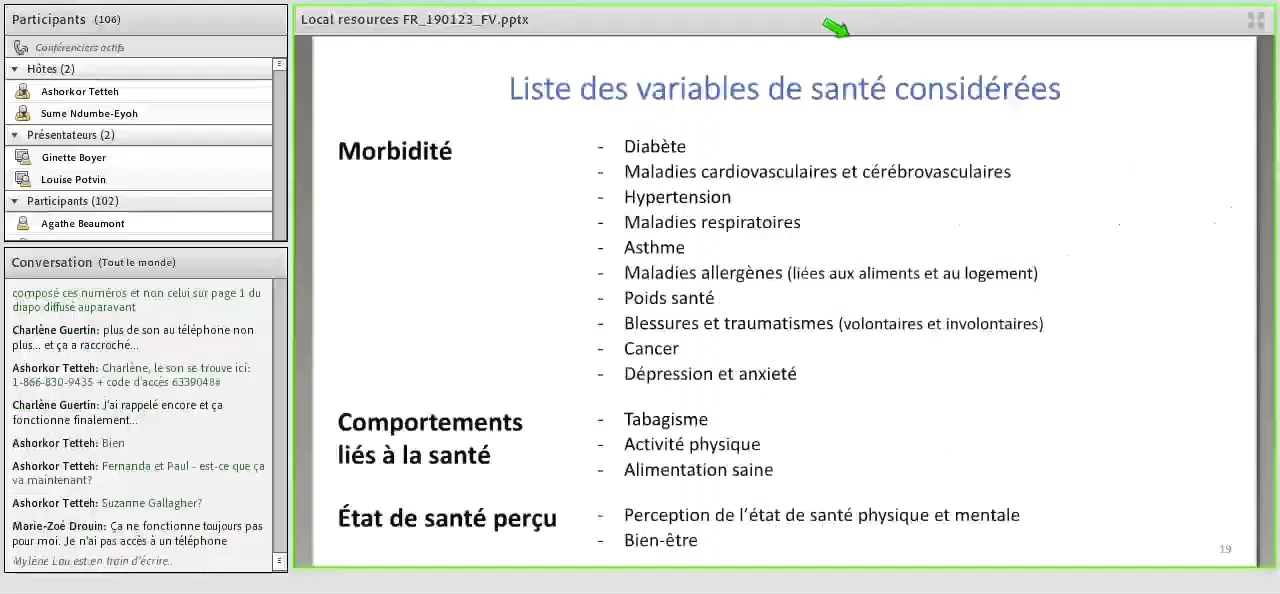 Participants (106)
Conférenciers actifs
Hôtes (2)
Ashorkor Tetteh
Sume Ndumbe-Eyoh
Présentateurs (2)
Ginette Boyer
Louise Potvin
Participants (102)
Agathe Beaumont
Conversation (Tout le monde)
composé ces numéros et non celui sur page 1 du
diapo diffusé auparavant
Charlène Guertin: plus de son au téléphone non
plus... et ça a raccroché...
Ashorkor Tetteh: Charlène, le son se trouve ici:
1-866-830-9435 + code d'accès 6339048#
Charlène Guertin: J'ai rappelé encore et ça
fonctionne finalement...
Ashorkor Tetteh: Bien
Ashorkor Tetteh: Fernanda et Paul - est-ce que ça
va maintenant?
Ashorkor Tetteh: Suzanne Gallagher?
Marie-Zoé Drouin: Ça ne fonctionne toujours pas
pour moi. Je n'ai pas accès à un téléphone
Mylène Lau est en train d'écrire..
Local resources FR_190123_FV.pptx
Liste des variables de santé considérées
Morbidité
- Diabète
- Maladies cardiovasculaires et cérébrovasculaires
- Hypertension
- Maladies respiratoires
- Asthme
- Maladies allergènes (liées aux aliments et au logement)
- Poids santé
- Blessures et traumatismes (volontaires et involontaires)
- Cancer
- Dépression et anxieté
Comportements
liés à la santé
- Tabagisme
- Activité physique
- Alimentation saine
État de santé perçu
- Perception de l'état de santé physique et mentale
- Bien-être
19